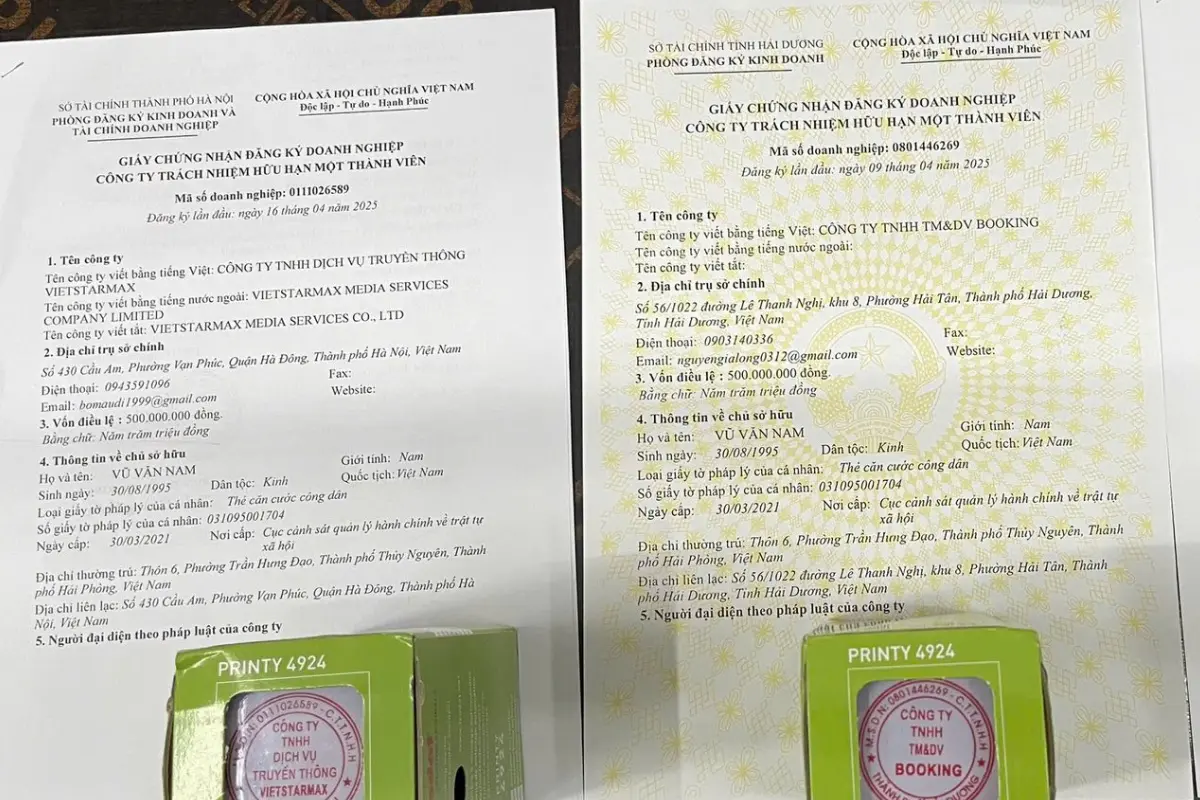 SỞ TÀI CHÍNH THÀNH PHỐ HÀ NỘI
PHÒNG ĐĂNG KÝ KINH DOANH VÀ
TÀI CHÍNH DOANH NGHIỆP
CỘNG HÒA XÃ HỘI CHỦ NGHĨA VIỆT NAM
Độc lập - Tự do - Hạnh Phúc
GIẤY CHỨNG NHẬN ĐĂNG KÝ DOANH NGHIỆP
CÔNG TY TRÁCH NHIỆM HỮU HẠN MỘT THÀNH VIÊN
Mã số doanh nghiệp: 0111026589
Đăng ký lần đầu: ngày 16 tháng 04 năm 2025
1. Tên công ty
Tên công ty viết bằng tiếng Việt: CÔNG TY TNHH DỊCH VỤ TRUYỀN THÔNG
VIETSTARMAX
Tên công ty viết bằng tiếng nước ngoài: VIETSTARMAX MEDIA SERVICES
COMPANY LIMITED
Tên công ty viết tắt: VIETSTARMAX MEDIA SERVICES CO., LTD
2. Địa chỉ trụ sở chính
Số 430 Cầu Am, Phường Vạn Phúc, Quận Hà Đông, Thành phố Hà Nội, Việt Nam
Điện thoại: 0943591096 Fax:
Email: bomaudi1999@gmail.com Website:
3. Vốn điều lệ : 500.000.000 đồng.
Bằng chữ: Năm trăm triệu đồng
4. Thông tin về chủ sở hữu
Họ và tên: VŨ VĂN NAM Giới tính: Nam
Sinh ngày: 30/08/1995 Dân tộc: Kinh Quốc tịch: Việt Nam
Loại giấy tờ pháp lý của cá nhân: Thẻ căn cước công dân
Số giấy tờ pháp lý của cá nhân: 031095001704
Ngày cấp: 30/03/2021 Nơi cấp: Cục cảnh sát quản lý hành chính về trật tự
xã hội
Địa chỉ thường trú: Thôn 6, Phường Trần Hưng Đạo, Thành phố Thủy Nguyên, Thành
phố Hải Phòng, Việt Nam
Địa chỉ liên lạc: Số 430 Cầu Am, Phường Vạn Phúc, Quận Hà Đông, Thành phố Hà
Nội, Việt Nam
5. Người đại diện theo pháp luật của công ty
PRINTY 4924
M.S.D.N: 0111026589 - C.T.T.N.H.H
CÔNG TY
TNHH
DỊCH VỤ
TRUYỀN THÔNG
VIETSTARMAX
SỞ TÀI CHÍNH TỈNH HẢI DƯƠNG
PHÒNG ĐĂNG KÝ KINH DOANH
CỘNG HÒA XÃ HỘI CHỦ NGHĨA VIỆT NAM
Độc lập - Tự do - Hạnh Phúc
GIẤY CHỨNG NHẬN ĐĂNG KÝ DOANH NGHIỆP
CÔNG TY TRÁCH NHIỆM HỮU HẠN MỘT THÀNH VIÊN
Mã số doanh nghiệp: 0801446269
Đăng ký lần đầu: ngày 09 tháng 04 năm 2025
1. Tên công ty
Tên công ty viết bằng tiếng Việt: CÔNG TY TNHH TM&DV BOOKING
Tên công ty viết bằng tiếng nước ngoài:
Tên công ty viết tắt:
2. Địa chỉ trụ sở chính
Số 56/1022 đường Lê Thanh Nghị, khu 8, Phường Hải Tân, Thành phố Hải Dương,
Tỉnh Hải Dương, Việt Nam
Điện thoại: 0903140336 Fax:
Email: nguyengialong0312@gmail.com Website:
3. Vốn điều lệ : 500.000.000 đồng.
Bằng chữ: Năm trăm triệu đồng
4. Thông tin về chủ sở hữu
Họ và tên: VŨ VĂN NAM Giới tính: Nam
Sinh ngày: 30/08/1995 Dân tộc: Kinh Quốc tịch: Việt Nam
Loại giấy tờ pháp lý của cá nhân: Thẻ căn cước công dân
Số giấy tờ pháp lý của cá nhân: 031095001704
Ngày cấp: 30/03/2021 Nơi cấp: Cục cảnh sát quản lý hành chính về trật tự
xã hội
Địa chỉ thường trú: Thôn 6, Phường Trần Hưng Đạo, Thành phố Thủy Nguyên, Thành
phố Hải Phòng, Việt Nam
Địa chỉ liên lạc: Số 56/1022 đường Lê Thanh Nghị, khu 8, Phường Hải Tân, Thành
phố Hải Dương, Tỉnh Hải Dương, Việt Nam
5. Người đại diện theo pháp luật của công ty
PRINTY 4924
M.S.D.N: 0801446269 - C.T.T.N.H.H
CÔNG TY
TNHH
TM&DV
BOOKING